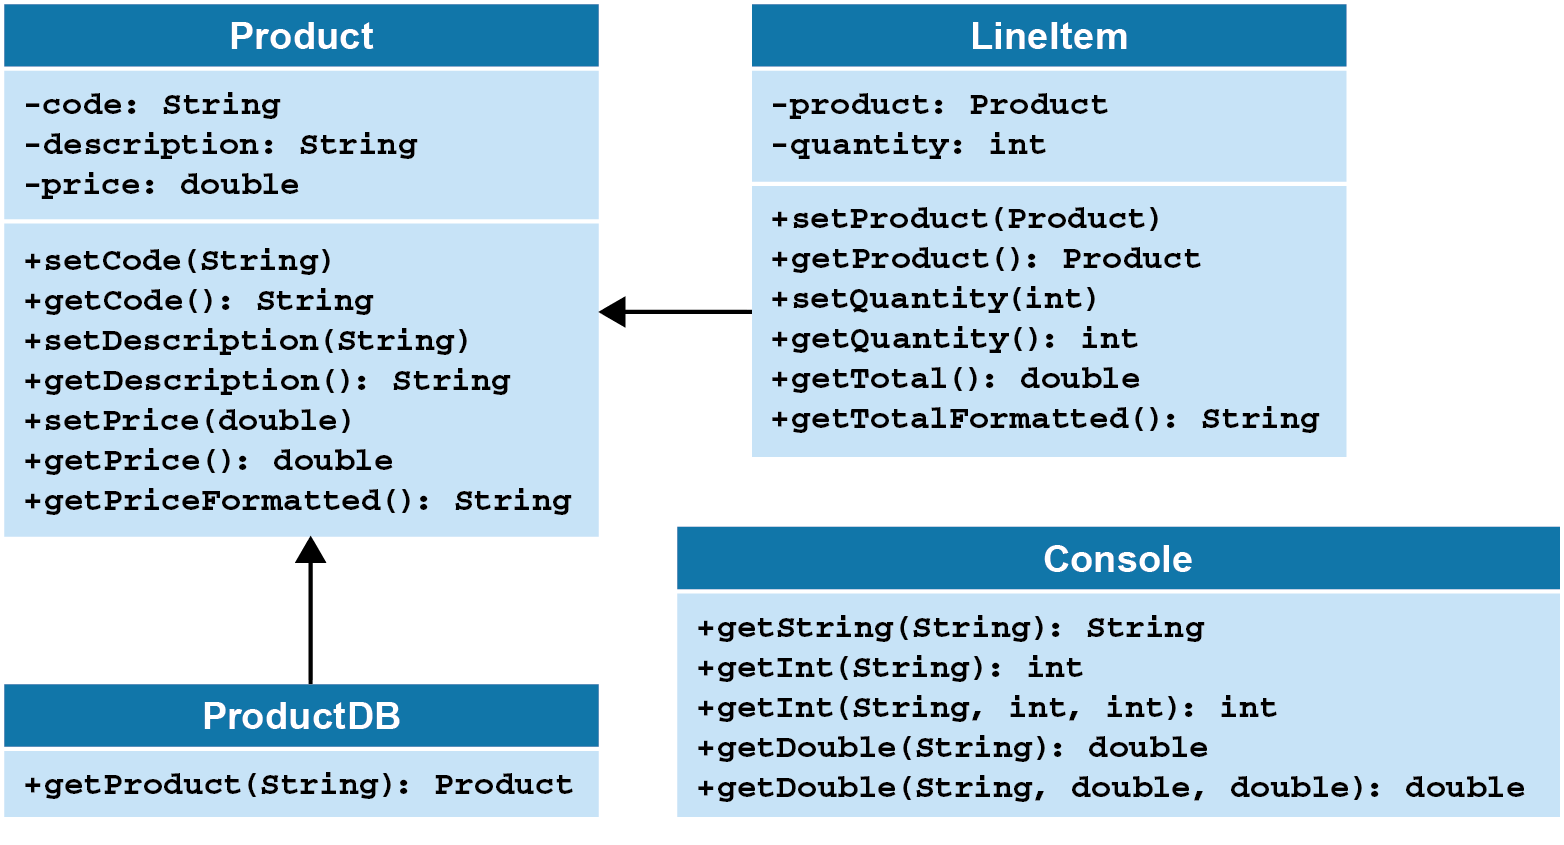 Product
-code: String
-description: String
-price: double
+setCode(String)
+getCode(): String
+setDescription(String)
+getDescription(): String
+setPrice(double)
+getPrice(): double
+getPriceFormatted(): String
LineItem
-product: Product
-quantity: int
+setProduct(Product)
+getProduct(): Product
+setQuantity(int)
+getQuantity(): int
+getTotal(): double
+getTotalFormatted(): String
ProductDB
+getProduct(String): Product
Console
+getString(String): String
+getInt(String): int
+getInt(String, int, int): int
+getDouble(String): double
+getDouble(String, double, double): double